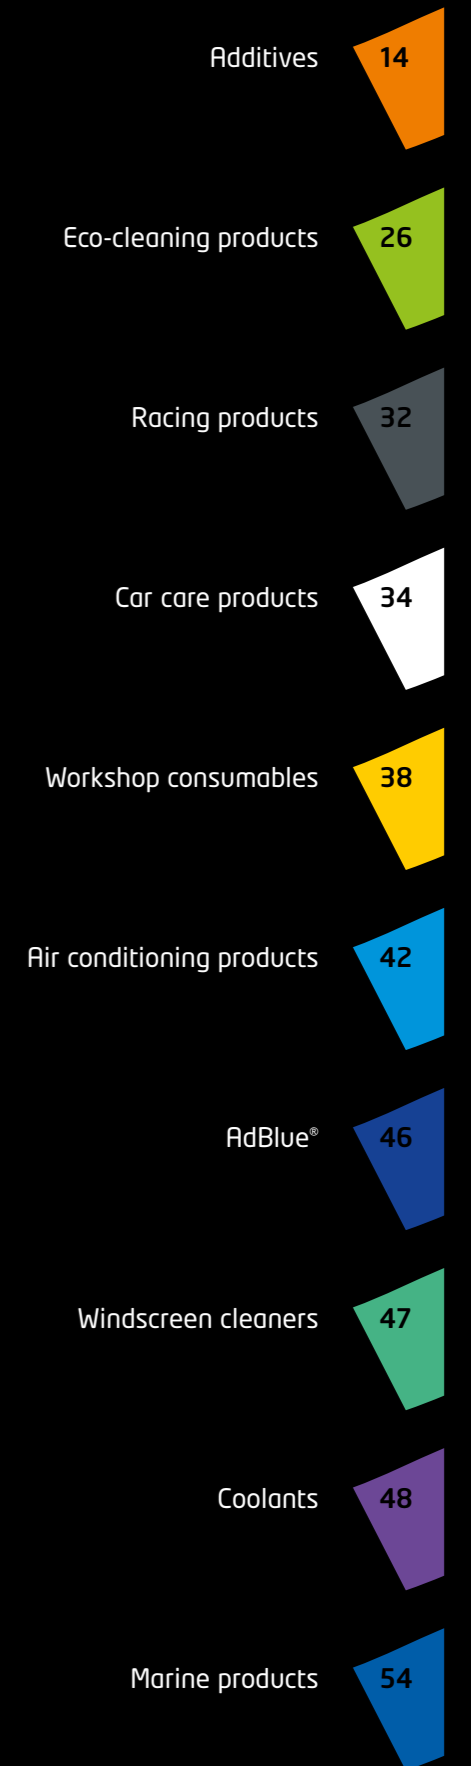 Additives 14
Eco-cleaning products 26
Racing products 32
Car care products 34
Workshop consumables 38
Air conditioning products 42
AdBlue® 46
Windscreen cleaners 47
Coolants 48
Marine products 54